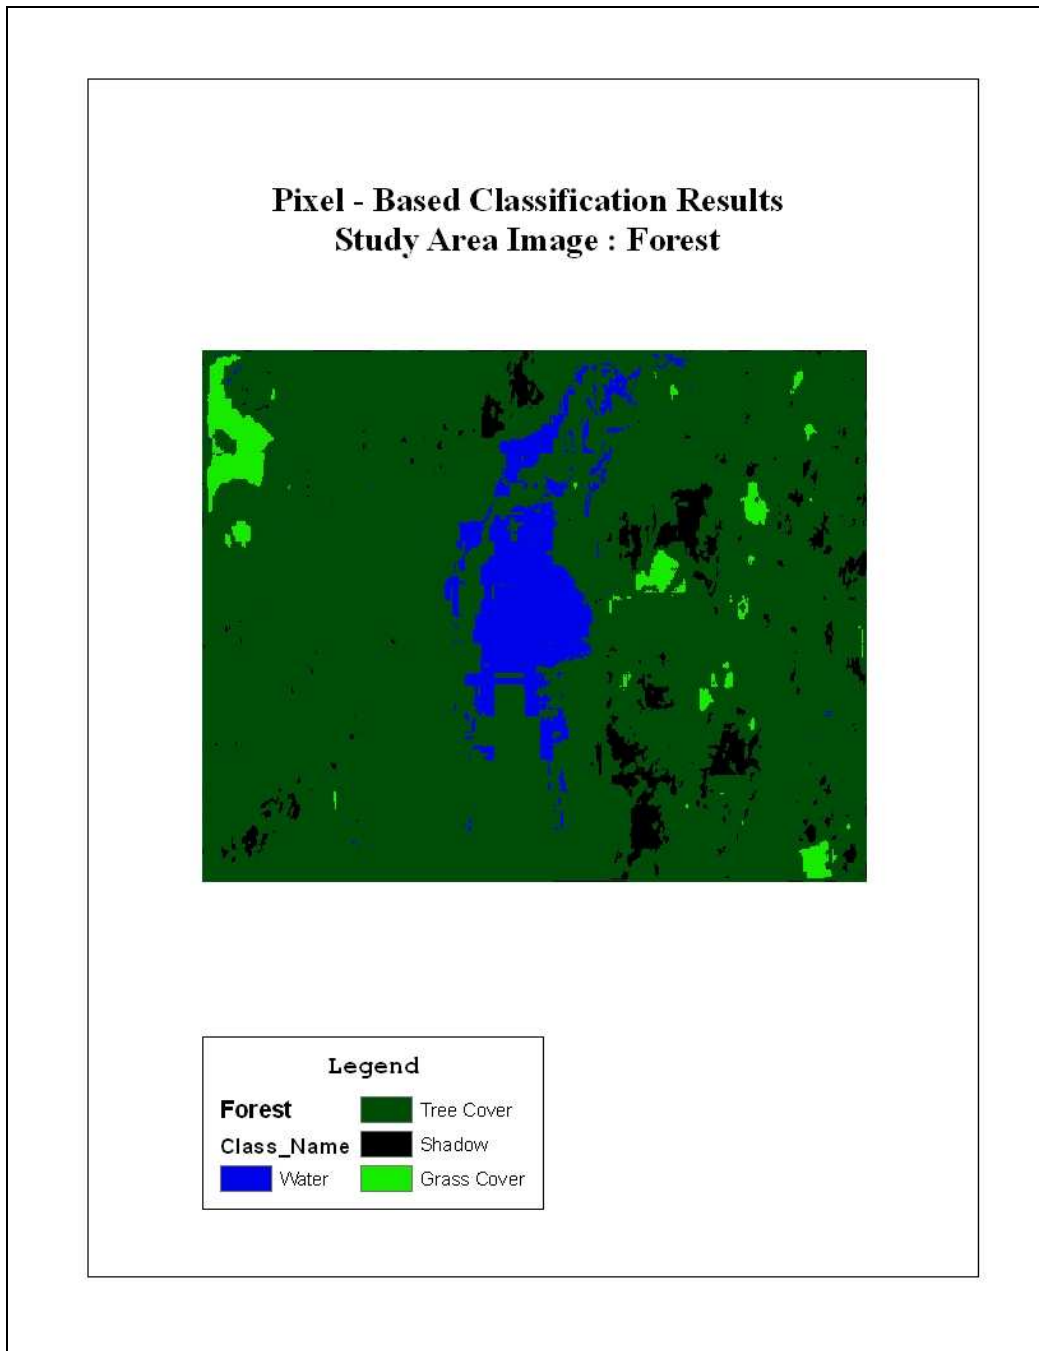 Pixel - Based Classification Results
Study Area Image : Forest
Legend
Forest
Class_Name
Water
Tree Cover
Shadow
Grass Cover